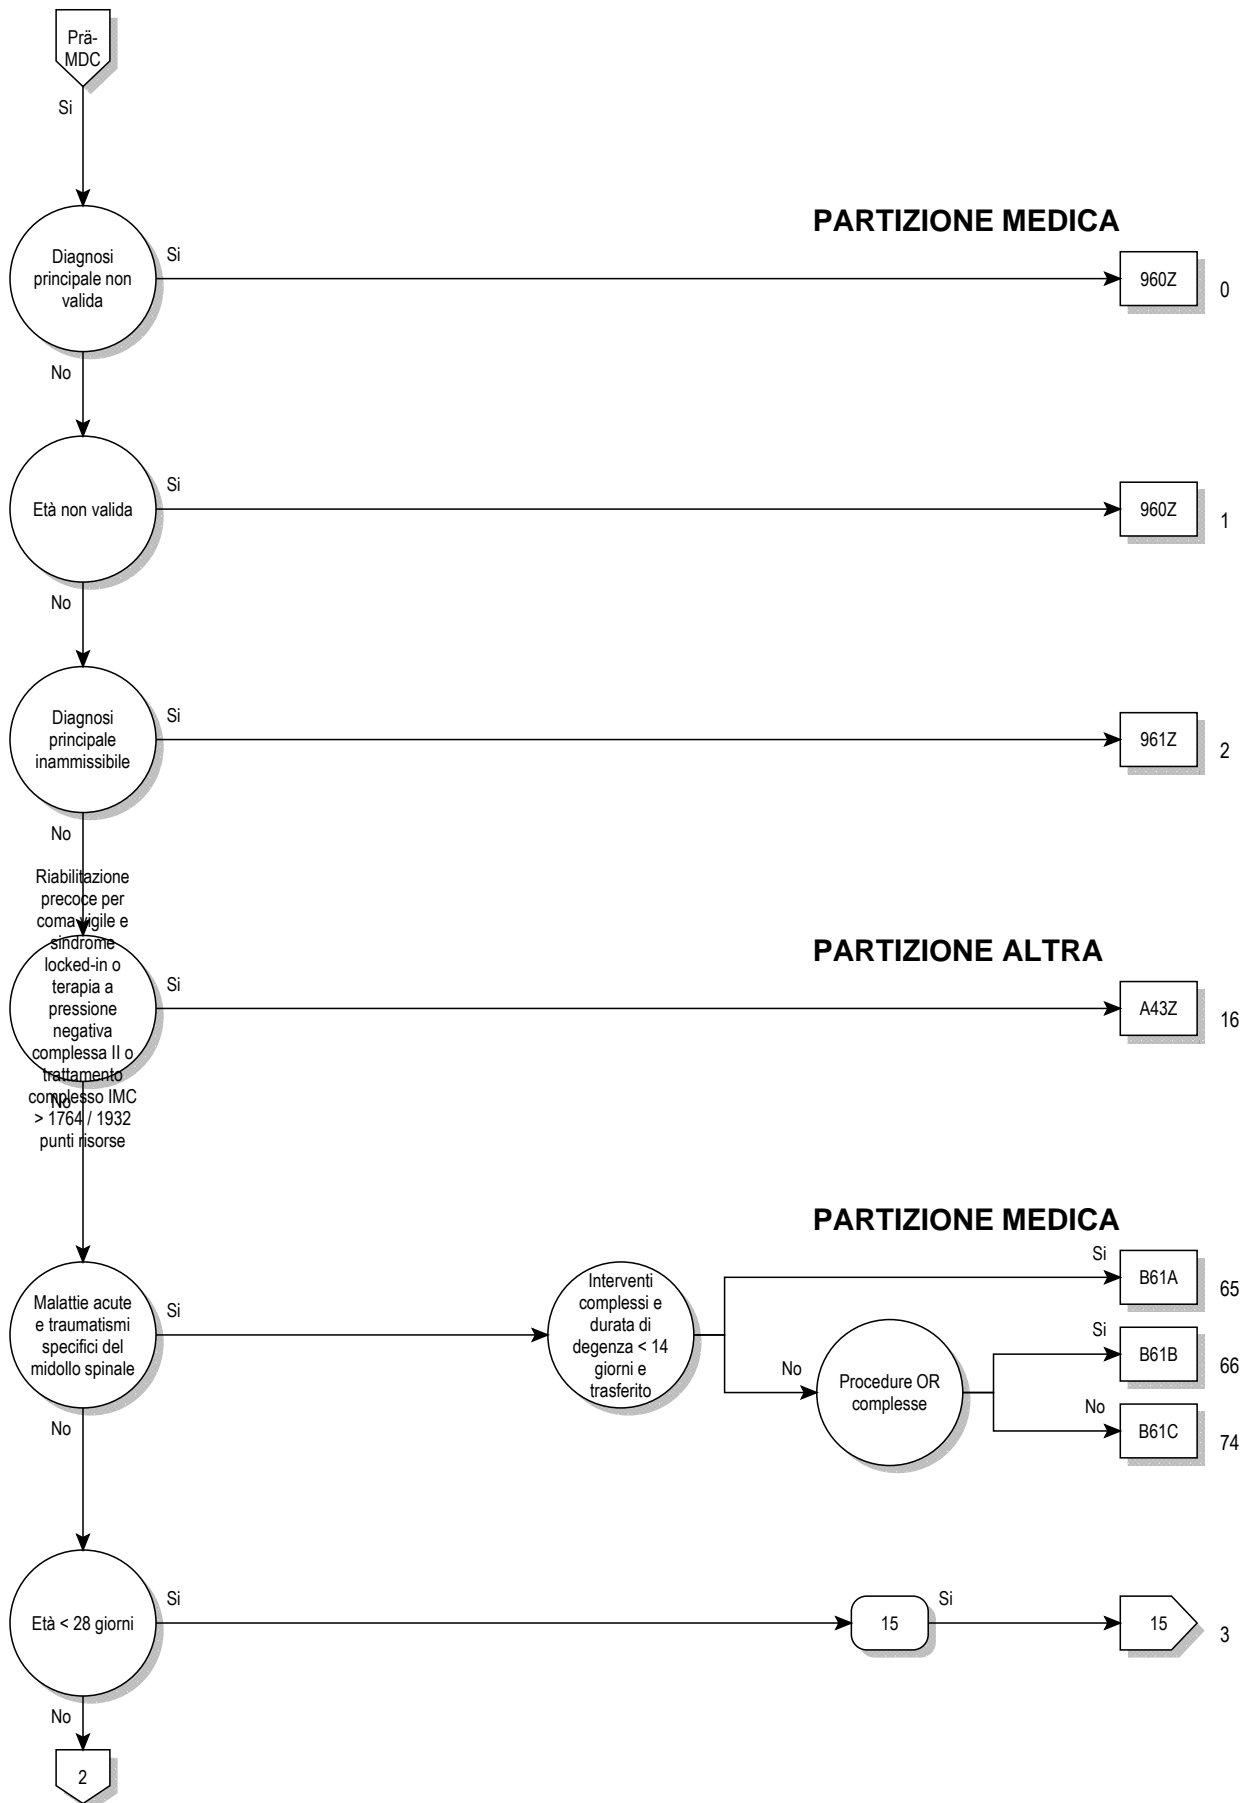 Prä-
MDC
Si
PARTIZIONE MEDICA
Diagnosi
principale non
valida
Si
960Z
0
No
Età non valida
Si
960Z
1
No
Diagnosi
principale
inammissibile
Si
961Z
2
No
Riabilitazione
precoce per
coma vigile e
sindrome
locked-in o
terapia a
pressione
negativa
complessa II o
trattamento
complesso IMC
> 1764 / 1932
punti risorse
PARTIZIONE ALTRA
Si
A43Z
16
No
PARTIZIONE MEDICA
Malattie acute
e traumatismi
specifici del
midollo spinale
Si
Interventi
complessi e
durata di
degenza < 14
giorni e
trasferito
Si
B61A
65
No
Procedure OR
complesse
Si
B61B
66
No
B61C
74
No
Età < 28 giorni
Si
15
Si
15
3
No
2